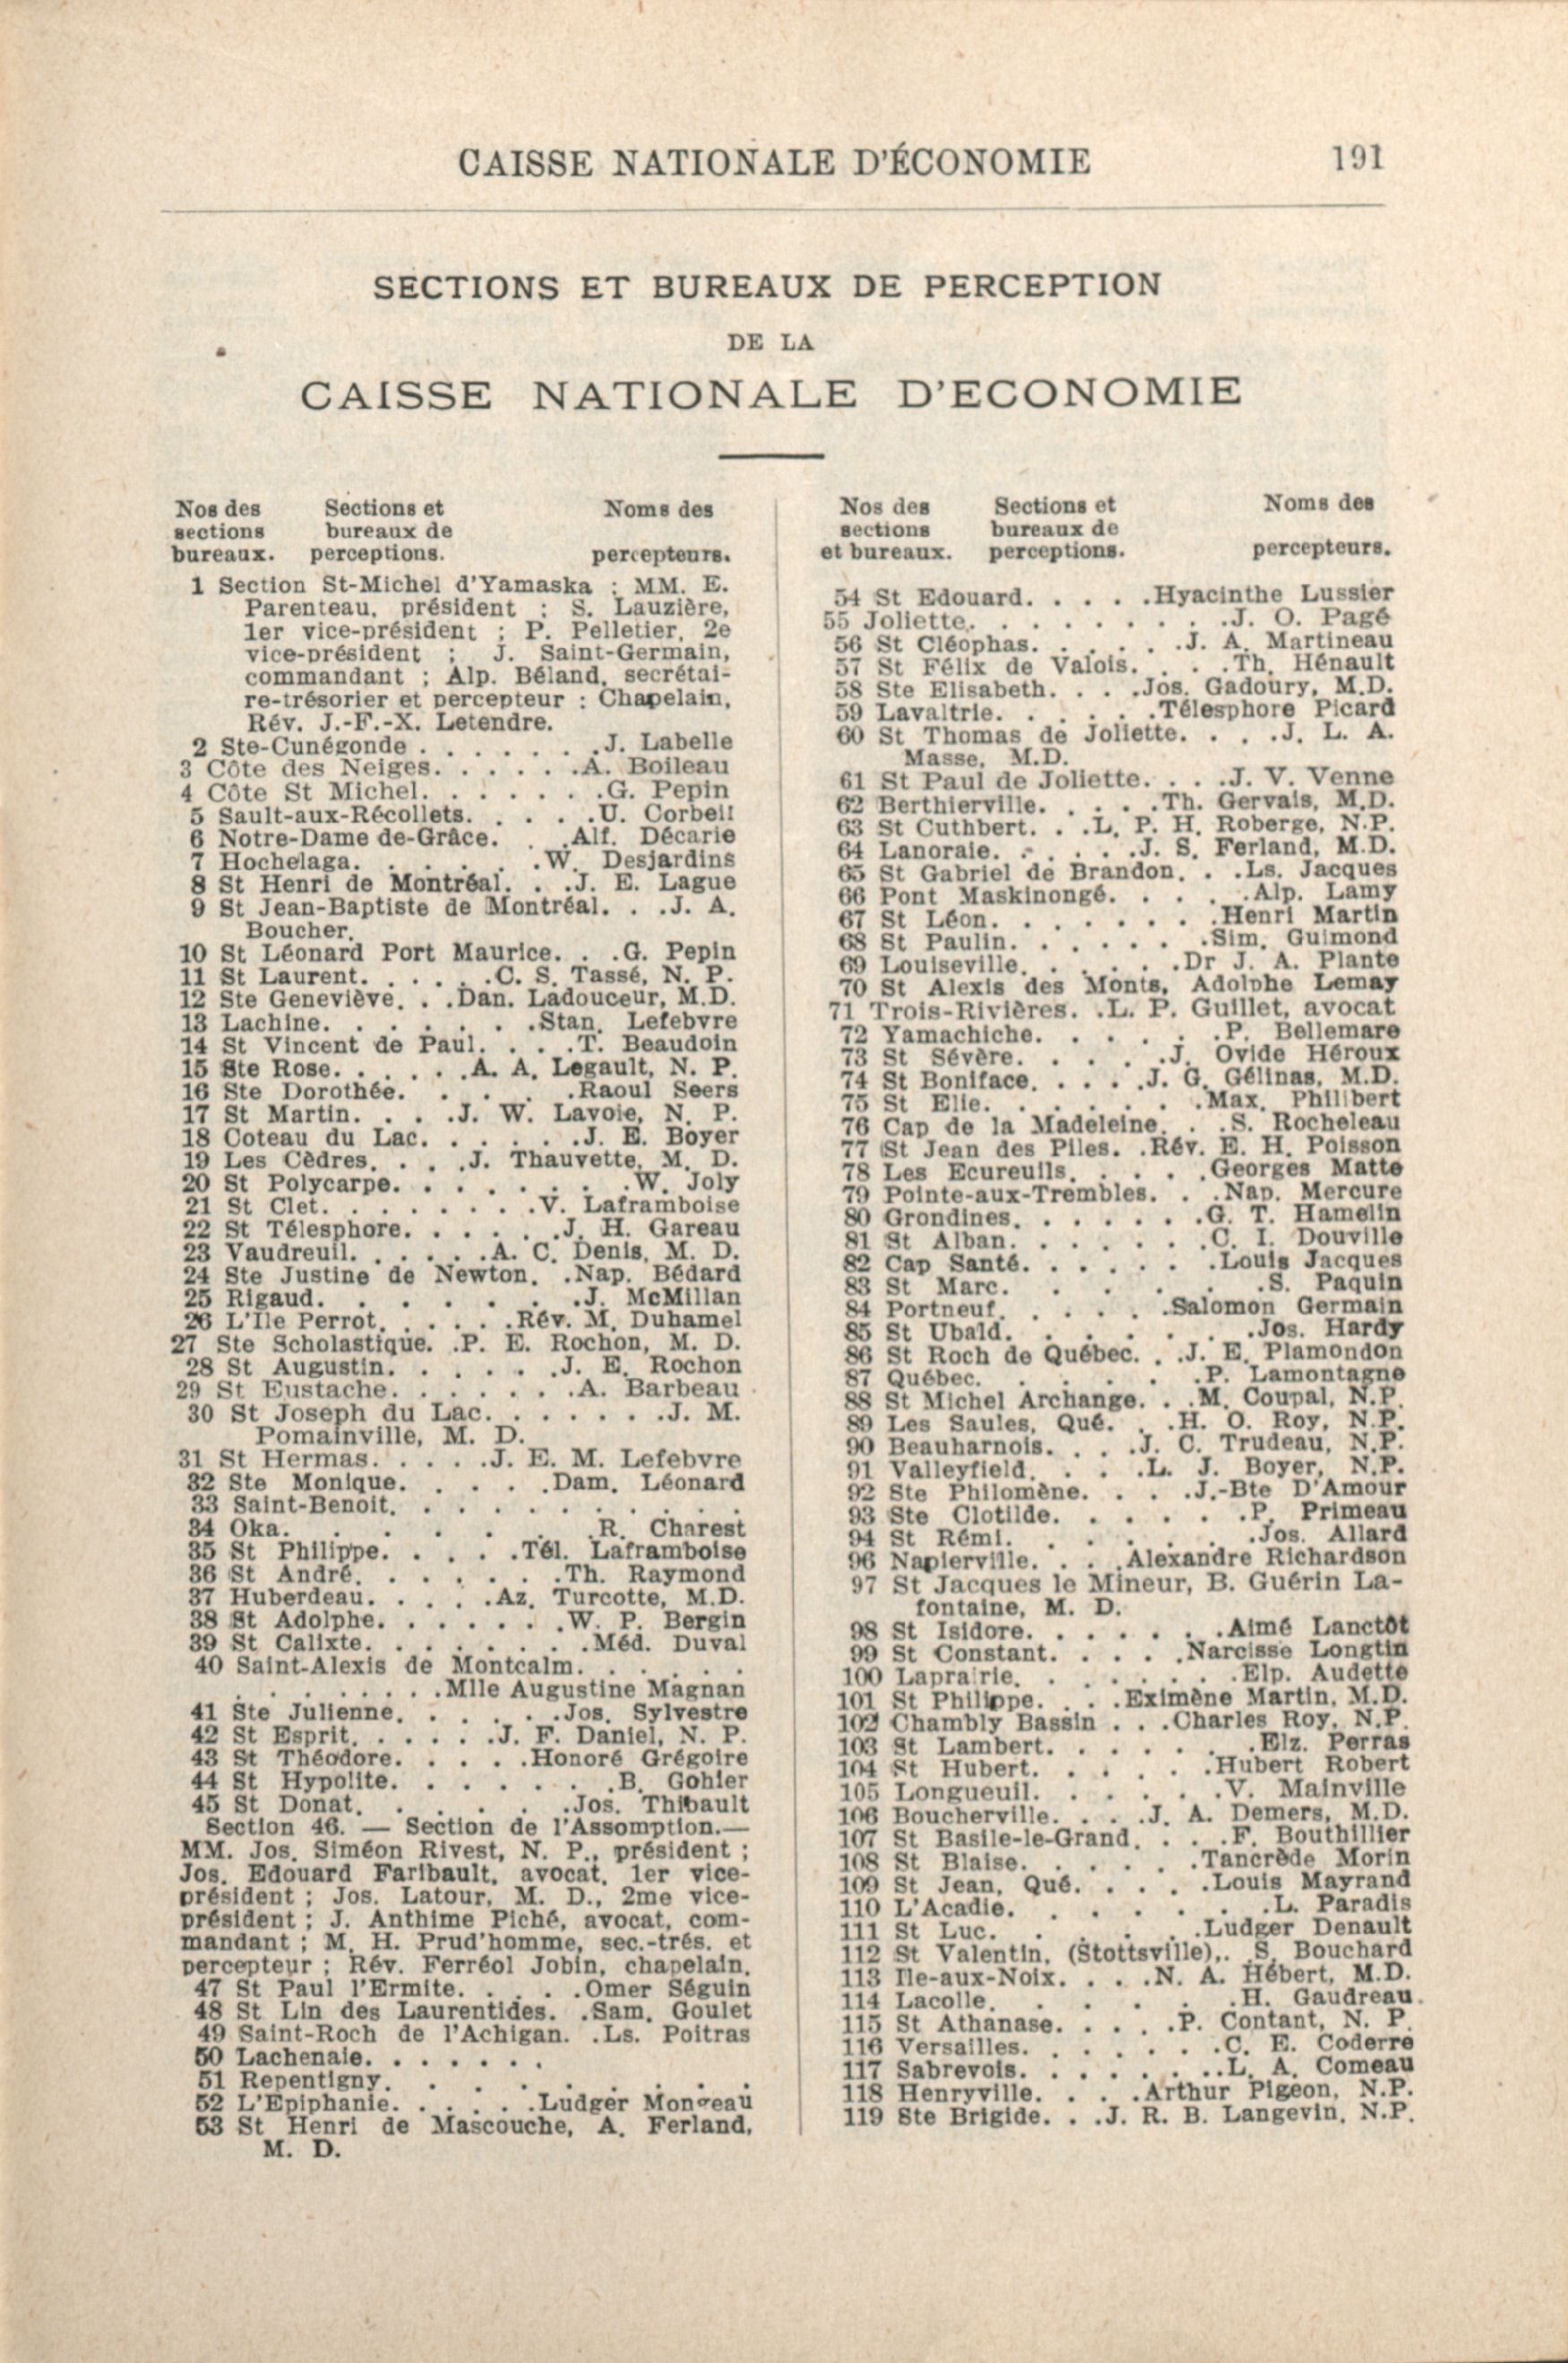 CAISSE NATIONALE D'ÉCONOMIE 191
SECTIONS ET BUREAUX DE PERCEPTION
DE LA
CAISSE NATIONALE D'ECONOMIE
Nos des Sections et Noms des
sections bureaux de
bureaux. perceptions. percepteurs.
1 Section St-Michel d'Yamaska : MM. E.
Parenteau, président : S. Lauzière,
1er vice-président ; P. Pelletier, 2e
vice-président ; J. Saint-Germain,
commandant ; Alp. Béland, secrétai-
re-trésorier et percepteur : Chapelain,
Rév. J.-F.-X. Letendre.
2 Ste-Cunégonde . . . . . . . .J. Labelle
3 Côte des Neiges. . . . . . .A. Boileau
4 Côte St Michel. . . . . . . .G. Pepin
5 Sault-aux-Récollets. . . . . .U. Corbeil
6 Notre-Dame de-Grâce. . .Alf. Décarie
7 Hochelaga. . . . . . .W. Desjardins
8 St Henri de Montréal. . .J. E. Lague
9 St Jean-Baptiste de Montréal. . .J. A.
Boucher.
10 St Léonard Port Maurice. . .G. Pepin
11 St Laurent. . . . . .C. S. Tassé, N. P.
12 Ste Geneviève. . .Dan. Ladouceur, M.D.
13 Lachine. . . . . . . .Stan. Lefebvre
14 St Vincent de Paul. . . .T. Beaudoin
15 Ste Rose. . . . . . .A. A. Legault, N. P.
16 Ste Dorothée. . . . . .Raoul Seers
17 St Martin. . . . .J. W. Lavoie, N. P.
18 Coteau du Lac. . . . . . .J. E. Boyer
19 Les Cèdres. . . . .J. Thauvette, M. D.
20 St Polycarpe. . . . . . . .W. Joly
21 St Clet. . . . . . . . .V. Laframboise
22 St Télesphore. . . . . . .J. H. Gareau
23 Vaudreuil. . . . . . .A. C. Denis, M. D.
24 Ste Justine de Newton. .Nap. Bédard
25 Rigaud. . . . . . . .J. McMillan
26 L'Ile Perrot. . . . . .Rév. M. Duhamel
27 Ste Scholastique. .P. E. Rochon, M. D.
28 St Augustin. . . . . . .J. E. Rochon
29 St Eustache. . . . . . . .A. Barbeau
30 St Joseph du Lac. . . . . . . .J. M.
Pomainville, M. D.
31 St Hermas. . . . . .J. E. M. Lefebvre
32 Ste Monique. . . . . .Dam. Léonard
33 Saint-Benoit. . . . . . . . . .
34 Oka. . . . . . . .R. Charest
35 St Philippe. . . . . .Tél. Laframboise
36 St André. . . . . . . .Th. Raymond
37 Huberdeau. . . . . .Az. Turcotte, M.D.
38 St Adolphe. . . . . . . .W. P. Bergin
39 St Calixte. . . . . . . . .Méd. Duval
40 Saint-Alexis de Montcalm. . . . . .
. . . . . . . .Mlle Augustine Magnan
41 Ste Julienne. . . . . . .Jos. Sylvestre
42 St Esprit. . . . . . .J. F. Daniel, N. P.
43 St Théodore. . . . . .Honoré Grégoire
44 St Hypolite. . . . . . . .B. Gohier
45 St Donat. . . . . . .Jos. Thibault
Section 46. — Section de l'Assomption.—
MM. Jos. Siméon Rivest, N. P., président ;
Jos. Edouard Faribault, avocat, 1er vice-
président ; Jos. Latour, M. D., 2me vice-
président ; J. Anthime Piché, avocat, com-
mandant ; M. H. Prud'homme, sec.-trés. et
percepteur ; Rév. Ferréol Jobin, chapelain.
47 St Paul l'Ermite. . . . .Omer Séguin
48 St Lin des Laurentides. .Sam. Goulet
49 Saint-Roch de l'Achigan. .Ls. Poitras
50 Lachenaie. . . . . . .
51 Repentigny. . . . . . . . .
52 L'Epiphanie. . . . . .Ludger Mongeau
53 St Henri de Mascouche, A. Ferland,
M. D.
Nos des Sections et Noms des
sections bureaux de
et bureaux. perceptions. percepteurs.
54 St Edouard. . . . . .Hyacinthe Lussier
55 Joliette. . . . . . . . .J. O. Pagé
56 St Cléophas. . . . . . .J. A. Martineau
57 St Félix de Valois. . . . .Th. Hénault
58 Ste Elisabeth. . . . .Jos. Gadoury, M.D.
59 Lavaltrie. . . . . . .Télesphore Picard
60 St Thomas de Joliette. . . .J. L. A.
Masse, M.D.
61 St Paul de Joliette. . . .J. V. Venne
62 Berthierville. . . . . .Th. Gervais, M.D.
63 St Cuthbert. . .L. P. H. Roberge, N.P.
64 Lanoraie. . . . . . .J. S. Ferland, M.D.
65 St Gabriel de Brandon. . .Ls. Jacques
66 Pont Maskinongé. . . . . .Alp. Lamy
67 St Léon. . . . . . . . .Henri Martin
68 St Paulin. . . . . . . .Sim. Guimond
69 Louiseville. . . . . . .Dr J. A. Plante
70 St Alexis des Monts, Adolphe Lemay
71 Trois-Rivières. .L. P. Guillet, avocat
72 Yamachiche. . . . . . .P. Bellemare
73 St Sévère. . . . . . .J. Ovide Héroux
74 St Boniface. . . . . .J. G. Gélinas, M.D.
75 St Elie. . . . . . . .Max. Philibert
76 Cap de la Madeleine. . .S. Rocheleau
77 St Jean des Piles. .Rév. E. H. Poisson
78 Les Ecureuils. . . . . .Georges Matte
79 Pointe-aux-Trembles. . . .Nap. Mercure
80 Grondines. . . . . . . .G. T. Hamelin
81 St Alban. . . . . . . .C. I. Douville
82 Cap Santé. . . . . . . .Louis Jacques
83 St Marc. . . . . . . .S. Paquin
84 Portneuf. . . . . . .Salomon Germain
85 St Ubald. . . . . . . .Jos. Hardy
86 St Roch de Québec. . .J. E. Plamondon
87 Québec. . . . . . .P. Lamontagne
88 St Michel Archange. . .M. Coupal, N.P.
89 Les Saules, Qué. . . .H. O. Roy, N.P.
90 Beauharnois. . . . .J. C. Trudeau, N.P.
91 Valleyfield. . . . .L. J. Boyer, N.P.
92 Ste Philomène. . . . .J.-Bte D'Amour
93 Ste Clotilde. . . . . . .P. Primeau
94 St Rémi. . . . . . . .Jos. Allard
96 Napierville. . . . .Alexandre Richardson
97 St Jacques le Mineur, B. Guérin La-
fontaine, M. D.
98 St Isidore. . . . . . . .Aimé Lanctôt
99 St Constant. . . . . .Narcisse Longtin
100 Laprairie. . . . . . . .Elp. Audette
101 St Philippe. . . .Eximène Martin, M.D.
102 Chambly Bassin . . .Charles Roy, N.P.
103 St Lambert. . . . . . . .Elz. Perras
104 St Hubert. . . . . . .Hubert Robert
105 Longueuil. . . . . . .V. Mainville
106 Boucherville. . . . .J. A. Demers, M.D.
107 St Basile-le-Grand. . . . .F. Bouthillier
108 St Blaise. . . . . . .Tancrède Morin
109 St Jean, Qué. . . . . .Louis Mayrand
110 L'Acadie. . . . . . . .L. Paradis
111 St Luc. . . . . . .Ludger Denault
112 St Valentin, (Stottsville),. .S. Bouchard
113 Ile-aux-Noix. . . . .N. A. Hébert, M.D.
114 Lacolle. . . . . . .H. Gaudreau.
115 St Athanase. . . . . .P. Contant, N. P.
116 Versailles. . . . . . . .C. E. Coderre
117 Sabrevois. . . . . . . ..L. A. Comeau
118 Henryville. . . . .Arthur Pigeon, N.P.
119 Ste Brigide. . .J. R. B. Langevin, N.P.